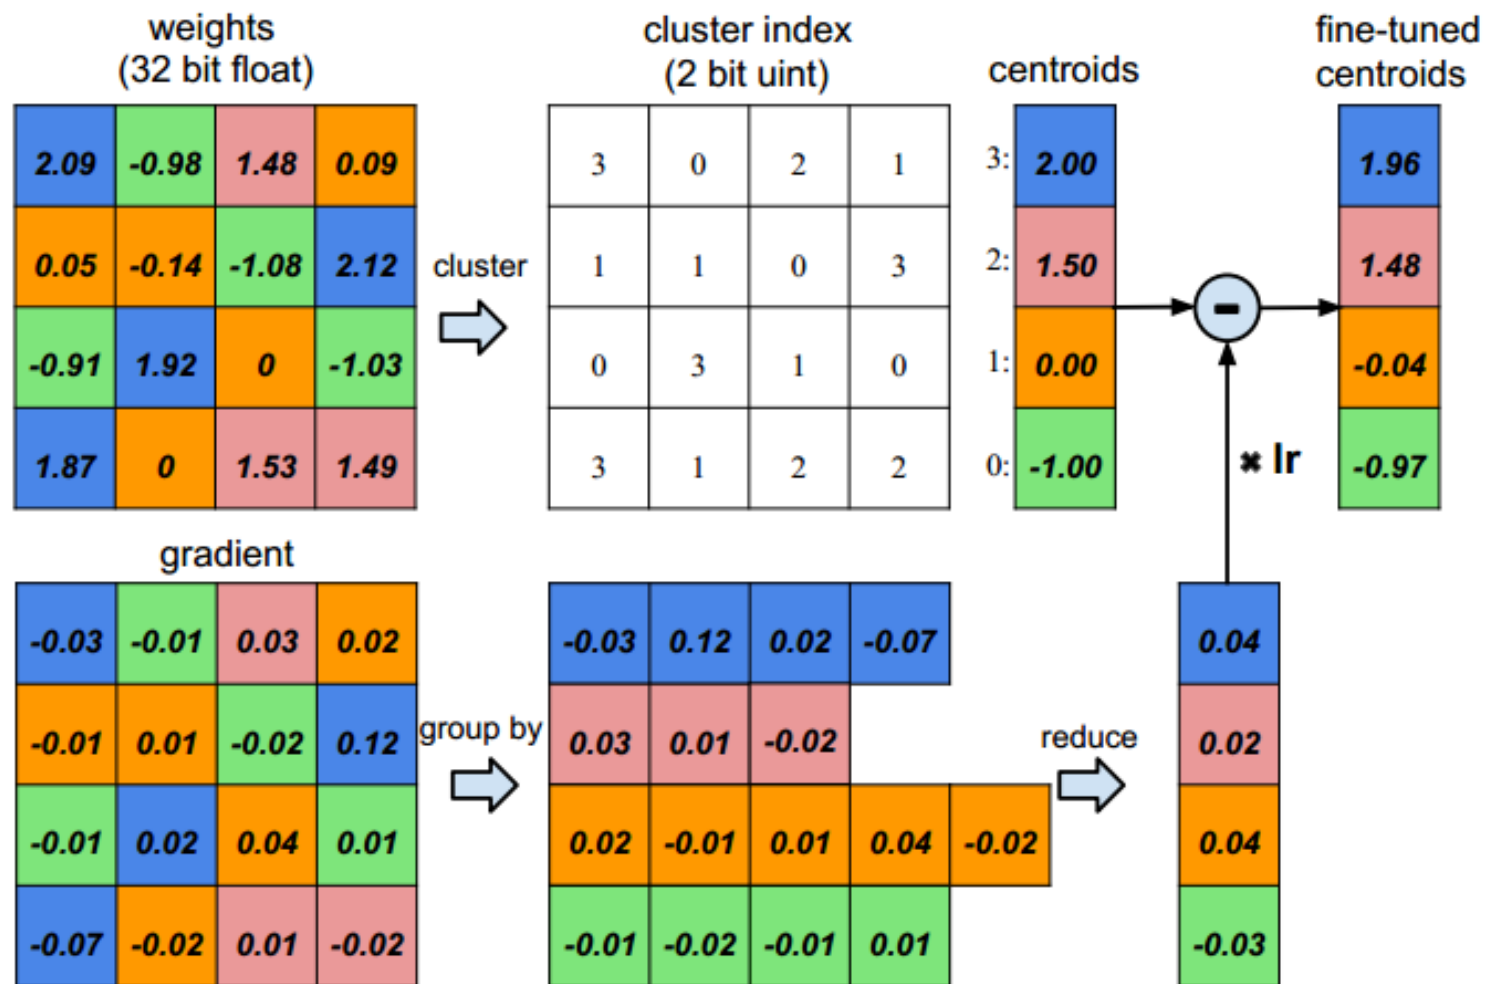 weights
(32 bit float)
cluster index
(2 bit uint)
centroids
fine-tuned
centroids
2.09 -0.98 1.48 0.09
3 0 2 1
3: 2.00
1.96
0.05 -0.14 -1.08 2.12
cluster
1 1 0 3
2: 1.50
1.48
-
-0.91 1.92 0 -1.03
0 3 1 0
1: 0.00
-0.04
1.87 0 1.53 1.49
3 1 2 2
0: -1.00
× lr
-0.97
gradient
-0.03 -0.01 0.03 0.02
-0.03 0.12 0.02 -0.07
0.04
-0.01 0.01 -0.02 0.12
group by
0.03 0.01 -0.02
reduce
0.02
-0.01 0.02 0.04 0.01
0.02 -0.01 0.01 0.04 -0.02
0.04
-0.07 -0.02 0.01 -0.02
-0.01 -0.02 -0.01 0.01
-0.03